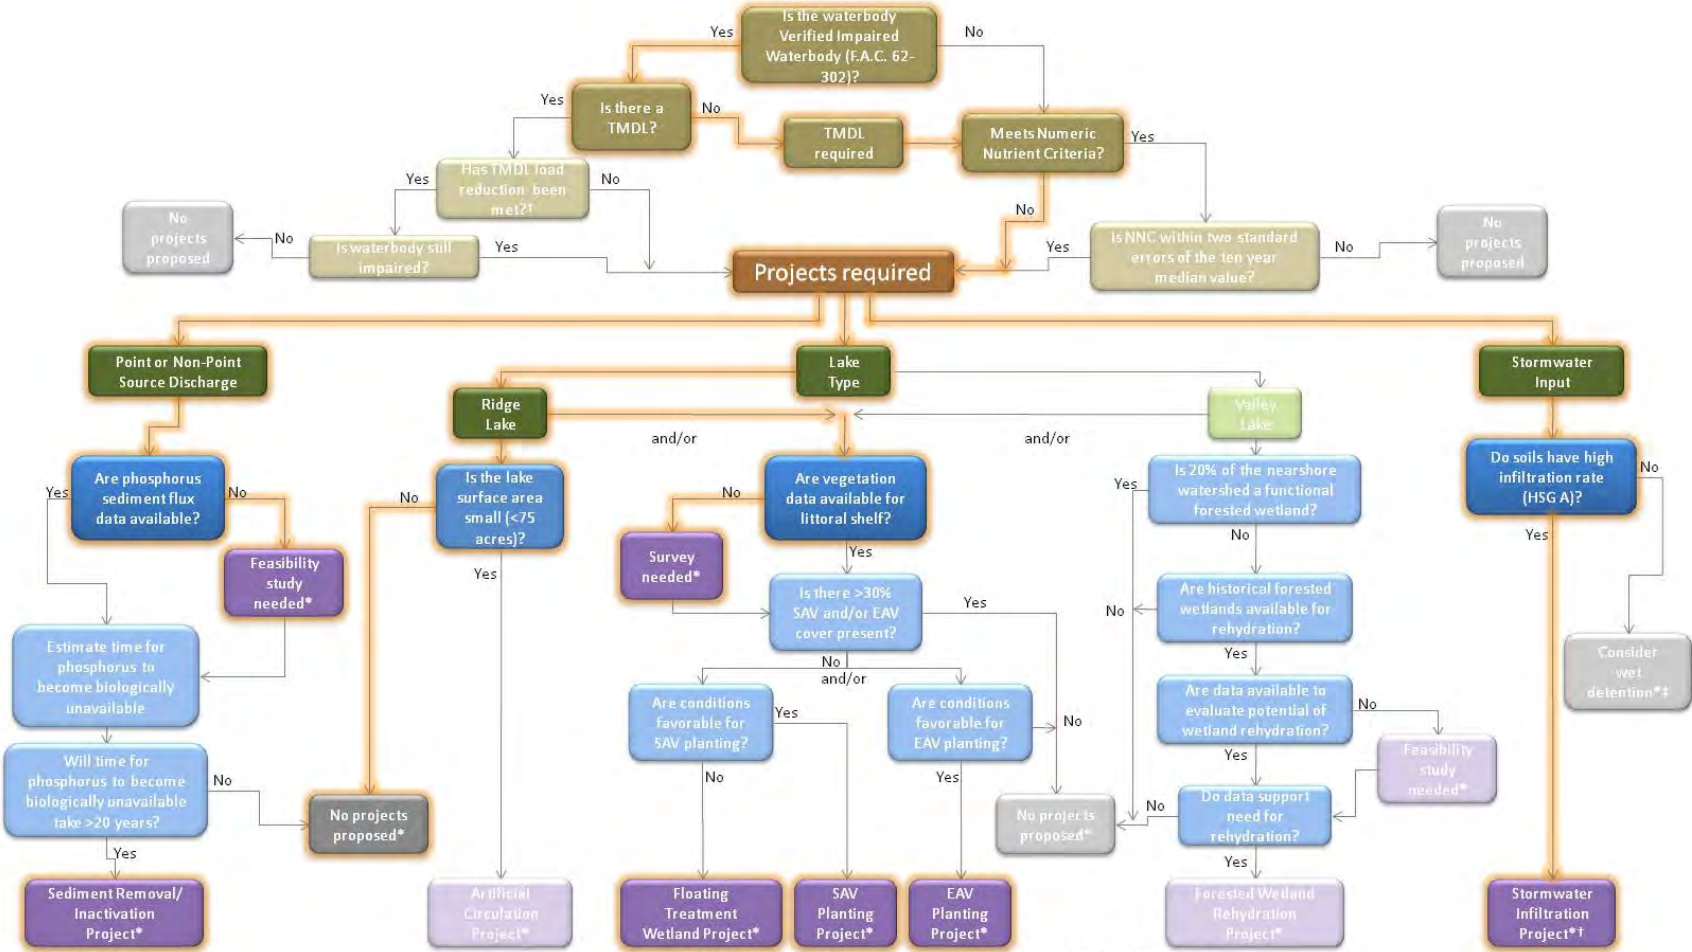 Is the waterbody
Verified Impaired
Waterbody (F.A.C. 62-
302)?
Yes
No
Is there a
TMDL?
Yes
No
TMDL
required
Meets Numeric
Nutrient Criteria?
Yes
No
Has TMDL load
reduction been
met?†
Yes
No
No
projects
proposed
No
Is waterbody still
impaired?
Yes
Projects required
Yes
Is NNC within two standard
errors of the ten year
median value?
No
No
projects
proposed
Point or Non-Point
Source Discharge
Lake
Type
Stormwater
Input
Ridge
Lake
Valley
Lake
and/or
and/or
Are phosphorus
sediment flux
data available?
Yes
No
Feasibility
study
needed*
Estimate time for
phosphorus to
become biologically
unavailable
Will time for
phosphorus to become
biologically unavailable
take >20 years?
No
Yes
Sediment Removal/
Inactivation
Project*
Is the lake
surface area
small (<75
acres)?
No
Yes
No projects
proposed*
Artificial
Circulation
Project*
Are vegetation
data available for
littoral shelf?
No
Yes
Survey
needed*
Is there >30%
SAV and/or EAV
cover present?
Yes
No
and/or
Are conditions
favorable for
SAV planting?
Yes
No
Are conditions
favorable for
EAV planting?
No
Yes
Floating
Treatment
Wetland Project*
SAV
Planting
Project*
EAV
Planting
Project*
No projects
proposed*
Is 20% of the nearshore
watershed a functional
forested wetland?
Yes
No
Are historical forested
wetlands available for
rehydration?
No
Yes
Are data available to
evaluate potential of
wetland rehydration?
No
Yes
Feasibility
study
needed*
Do data support
need for
rehydration?
No
Yes
Forested Wetland
Rehydration
Project*
Do soils have high
infiltration rate
(HSG A)?
No
Yes
Consider
wet
detention*‡
Stormwater
Infiltration
Project*†